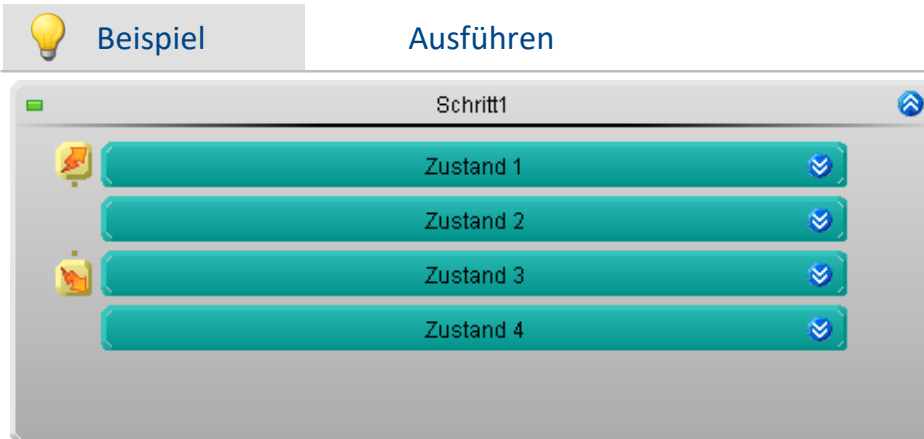 Beispiel Ausführen
Schritt1
Zustand 1
Zustand 2
Zustand 3
Zustand 4